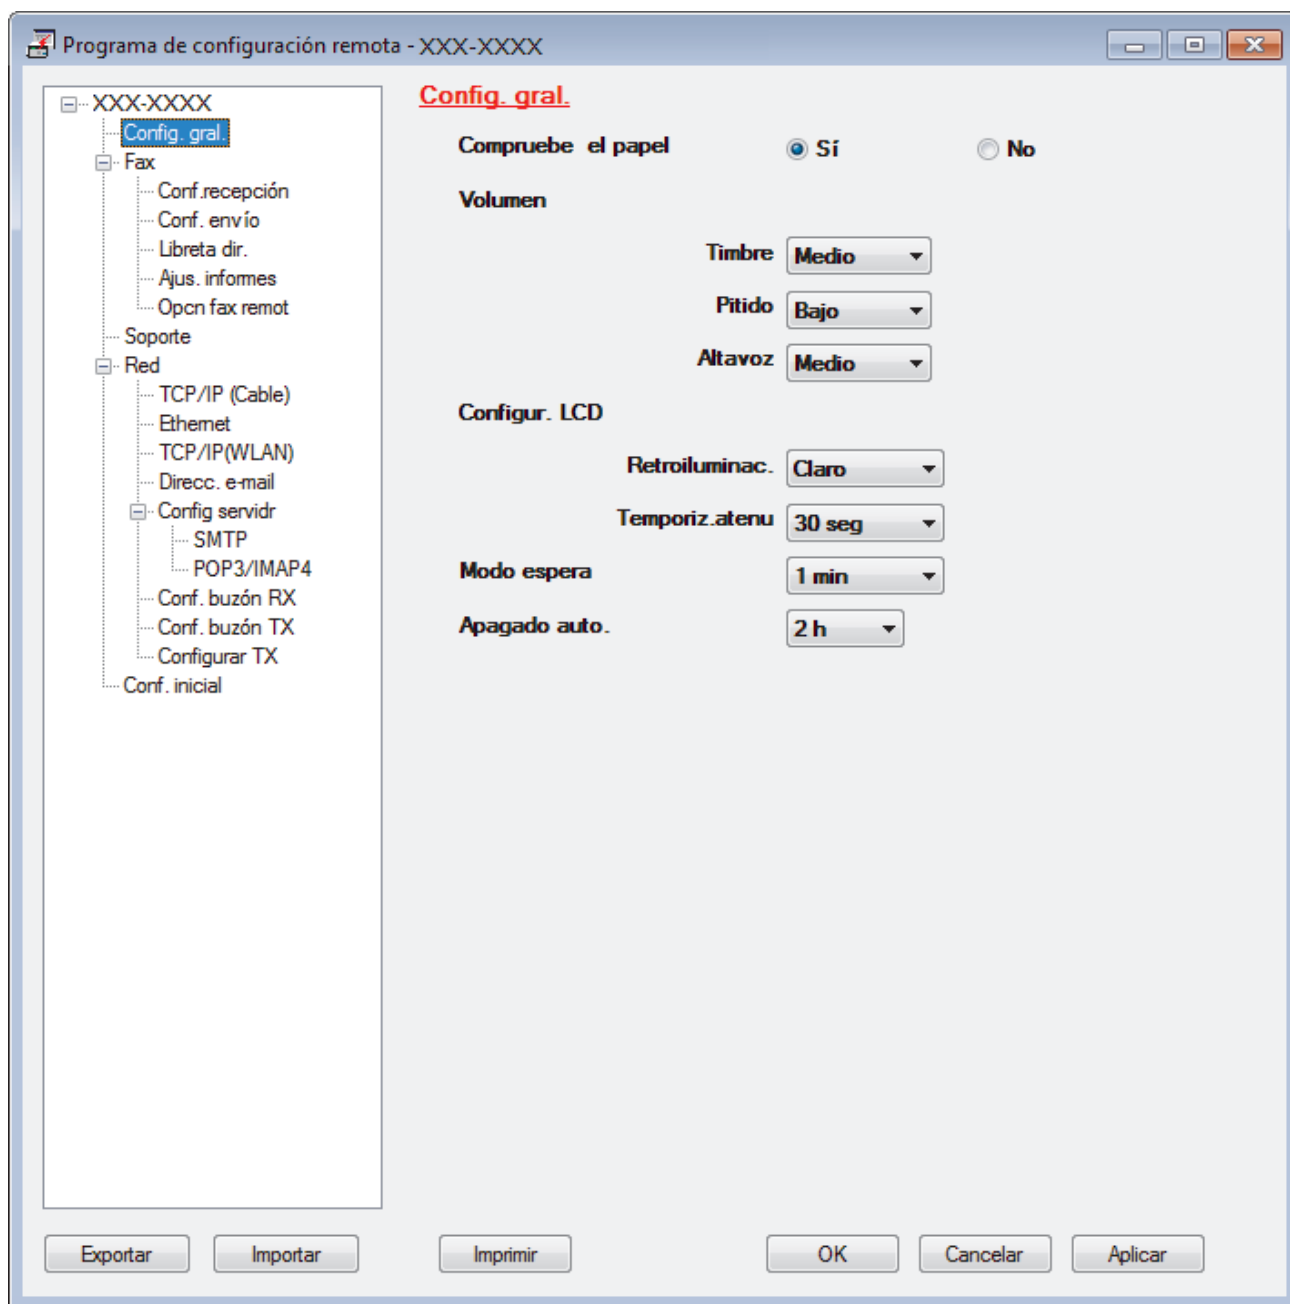 Programa de configuración remota - XXX-XXXX
XXX-XXXX
Config. gral.
Fax
Conf.recepción
Conf. envío
Libreta dir.
Ajus. informes
Opcn fax remot
Soporte
Red
TCP/IP (Cable)
Ethernet
TCP/IP(WLAN)
Direcc. e-mail
Config servidr
SMTP
POP3/IMAP4
Conf. buzón RX
Conf. buzón TX
Configurar TX
Conf. inicial
Config. gral.
Compruebe el papel Sí No
Volumen
Timbre Medio
Pitido Bajo
Altavoz Medio
Configur. LCD
Retroiluminac. Claro
Temporiz.atenu 30 seg
Modo espera 1 min
Apagado auto. 2 h
Exportar Importar Imprimir OK Cancelar Aplicar